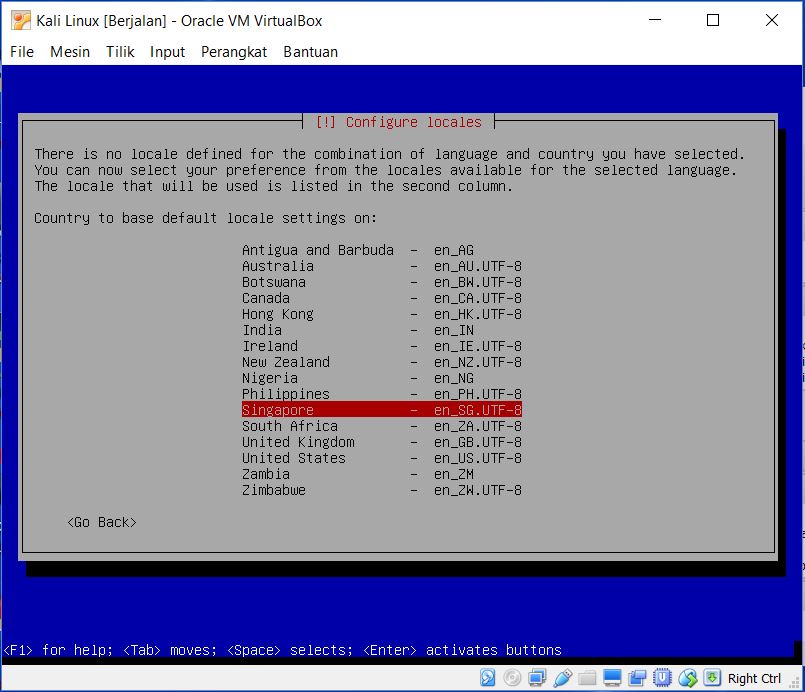 Kali Linux [Berjalan] - Oracle VM VirtualBox
File Mesin Tilik Input Perangkat Bantuan
[!] Configure locales
There is no locale defined for the combination of language and country you have selected.
You can now select your preference from the locales available for the selected language.
The locale that will be used is listed in the second column.
Country to base default locale settings on:
Antigua and Barbuda - en_AG
Australia - en_AU.UTF-8
Botswana - en_BW.UTF-8
Canada - en_CA.UTF-8
Hong Kong - en_HK.UTF-8
India - en_IN
Ireland - en_IE.UTF-8
New Zealand - en_NZ.UTF-8
Nigeria - en_NG
Philippines - en_PH.UTF-8
Singapore - en_SG.UTF-8
South Africa - en_ZA.UTF-8
United Kingdom - en_GB.UTF-8
United States - en_US.UTF-8
Zambia - en_ZM
Zimbabwe - en_ZW.UTF-8
<Go Back>
<F1> for help; <Tab> moves; <Space> selects; <Enter> activates buttons
Right Ctrl